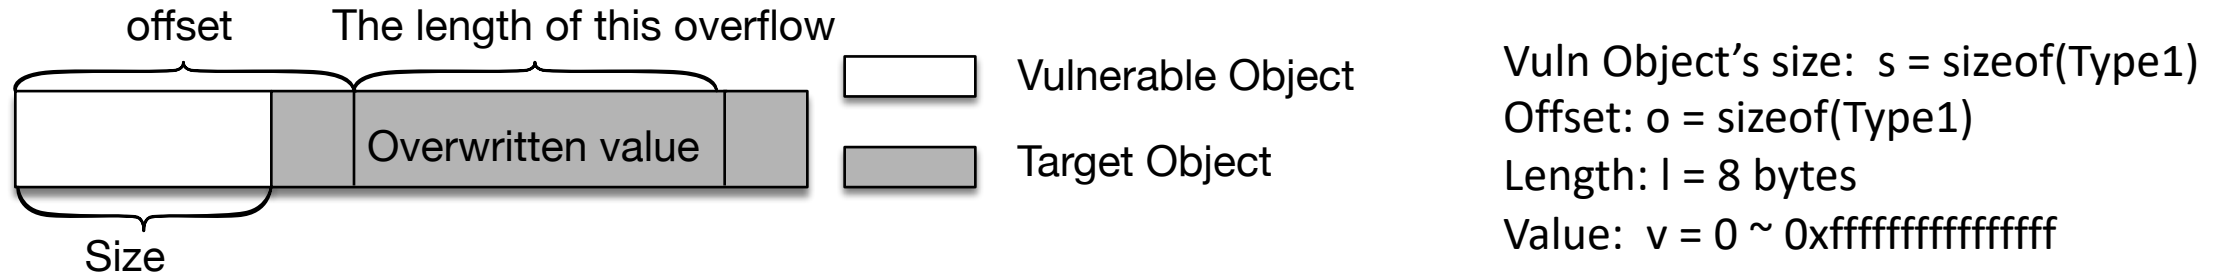 offset
The length of this overflow
Overwritten value
Size
Vulnerable Object
Target Object
Vuln Object’s size:  s = sizeof(Type1)
Offset: o = sizeof(Type1)
Length: l = 8 bytes
Value:  v = 0 ~ 0xffffffffffffffff